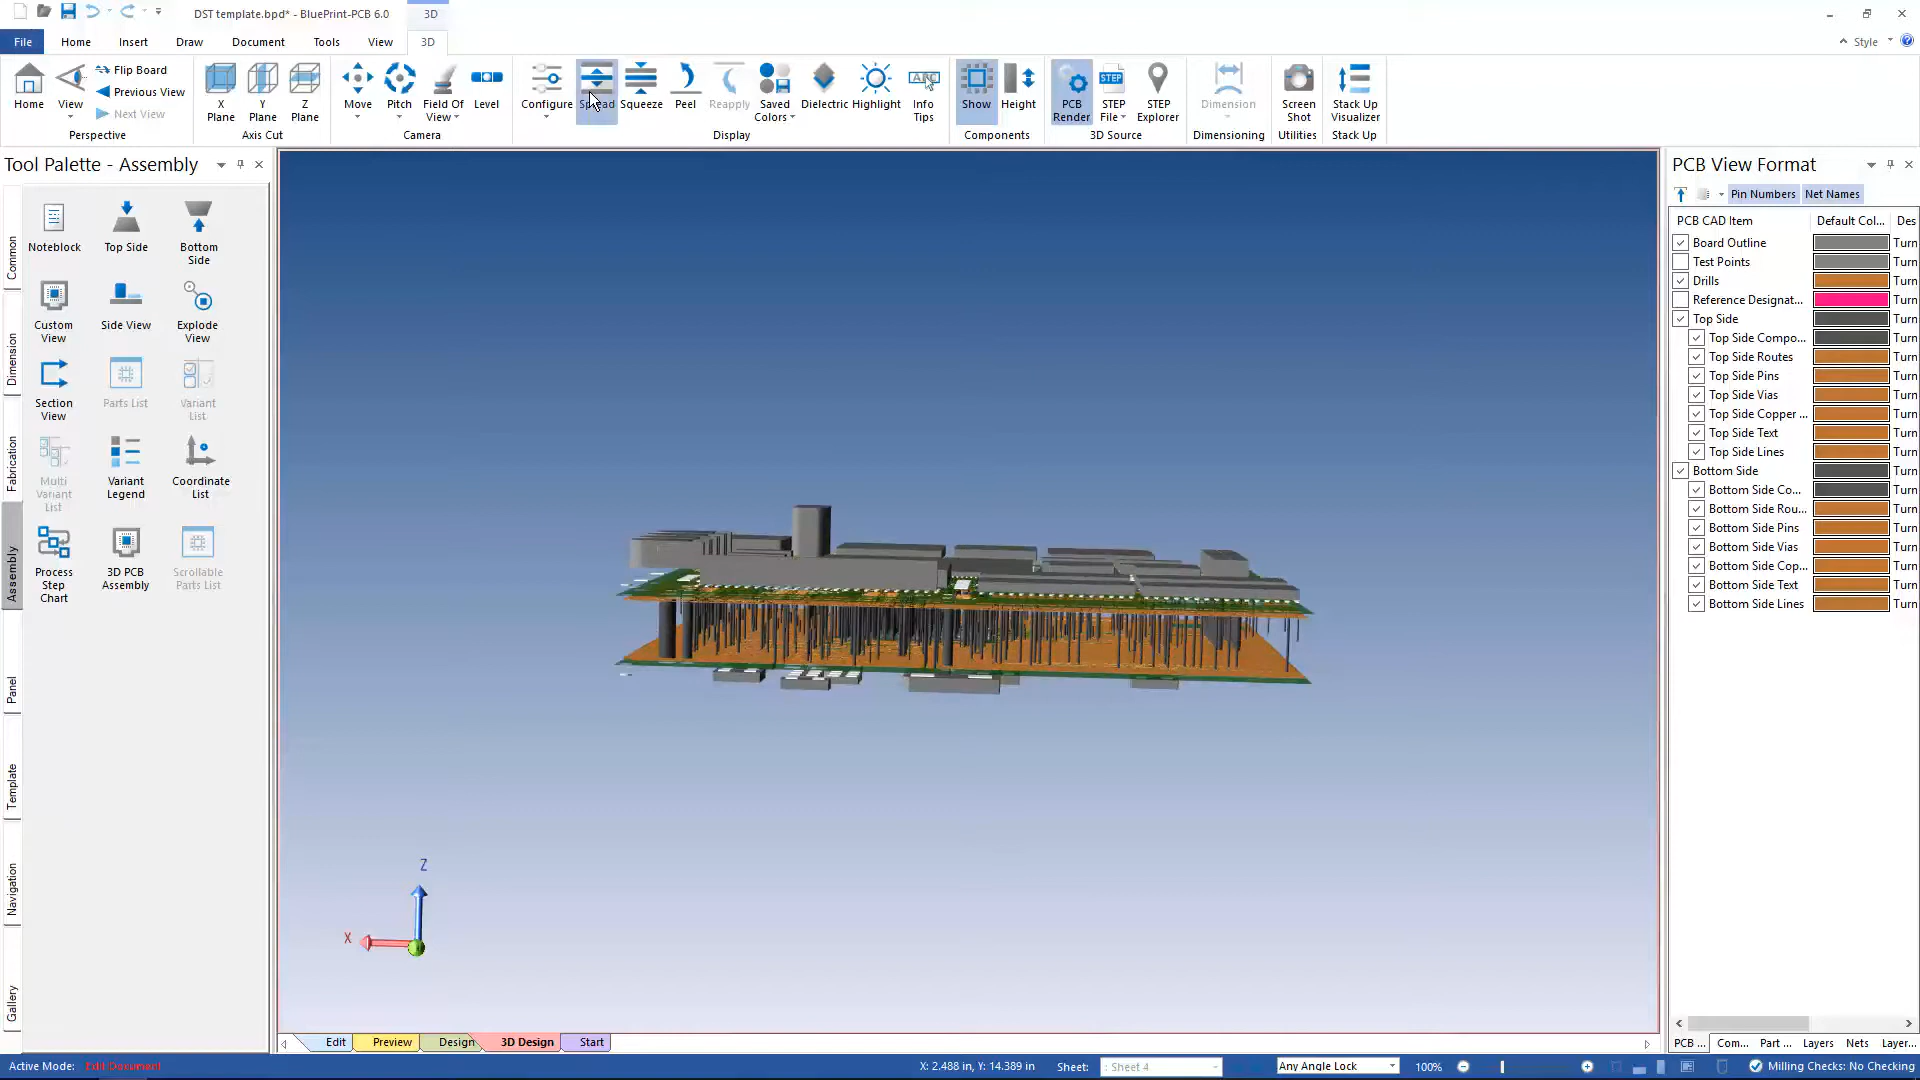 DST template.bpd* - BluePrint-PCB 6.0
3D
File
Home
Insert
Draw
Document
Tools
View
3D
Style
Home
View
Flip Board
Previous View
Next View
Perspective
X
Plane
Y
Plane
Z
Plane
Axis Cut
Move
Pitch
Field Of
View
Level
Camera
Configure
Spread
Squeeze
Peel
Reapply
Saved
Colors
Dielectric
Highlight
Info
Tips
Display
Show
Height
Components
PCB
Render
STEP
STEP
File
STEP
Explorer
3D Source
Dimension
Dimensioning
Screen
Shot
Utilities
Stack Up
Visualizer
Stack Up
Tool Palette - Assembly
Common
Dimension
Fabrication
Assembly
Panel
Template
Navigation
Gallery
Noteblock
Top Side
Bottom
Side
Custom
View
Side View
Explode
View
Section
View
Parts List
Variant
List
Multi
Variant
List
Variant
Legend
Coordinate
List
Process
Step
Chart
3D PCB
Assembly
Scrollable
Parts List
Z
X
PCB View Format
Pin Numbers
Net Names
PCB CAD Item
Default Col...
Des
Board Outline
Turn
Test Points
Turn
Drills
Turn
Reference Designat...
Turn
Top Side
Turn
Top Side Compo...
Turn
Top Side Routes
Turn
Top Side Pins
Turn
Top Side Vias
Turn
Top Side Copper ...
Turn
Top Side Text
Turn
Top Side Lines
Turn
Bottom Side
Turn
Bottom Side Co...
Turn
Bottom Side Rou...
Turn
Bottom Side Pins
Turn
Bottom Side Vias
Turn
Bottom Side Cop...
Turn
Bottom Side Text
Turn
Bottom Side Lines
Turn
PCB ...
Com...
Part ...
Layers
Nets
Layer...
Edit
Preview
Design
3D Design
Start
Active Mode:
Edit Document
X: 2.488 in, Y: 14.389 in
Sheet:
: Sheet 4
Any Angle Lock
100%
Milling Checks: No Checking